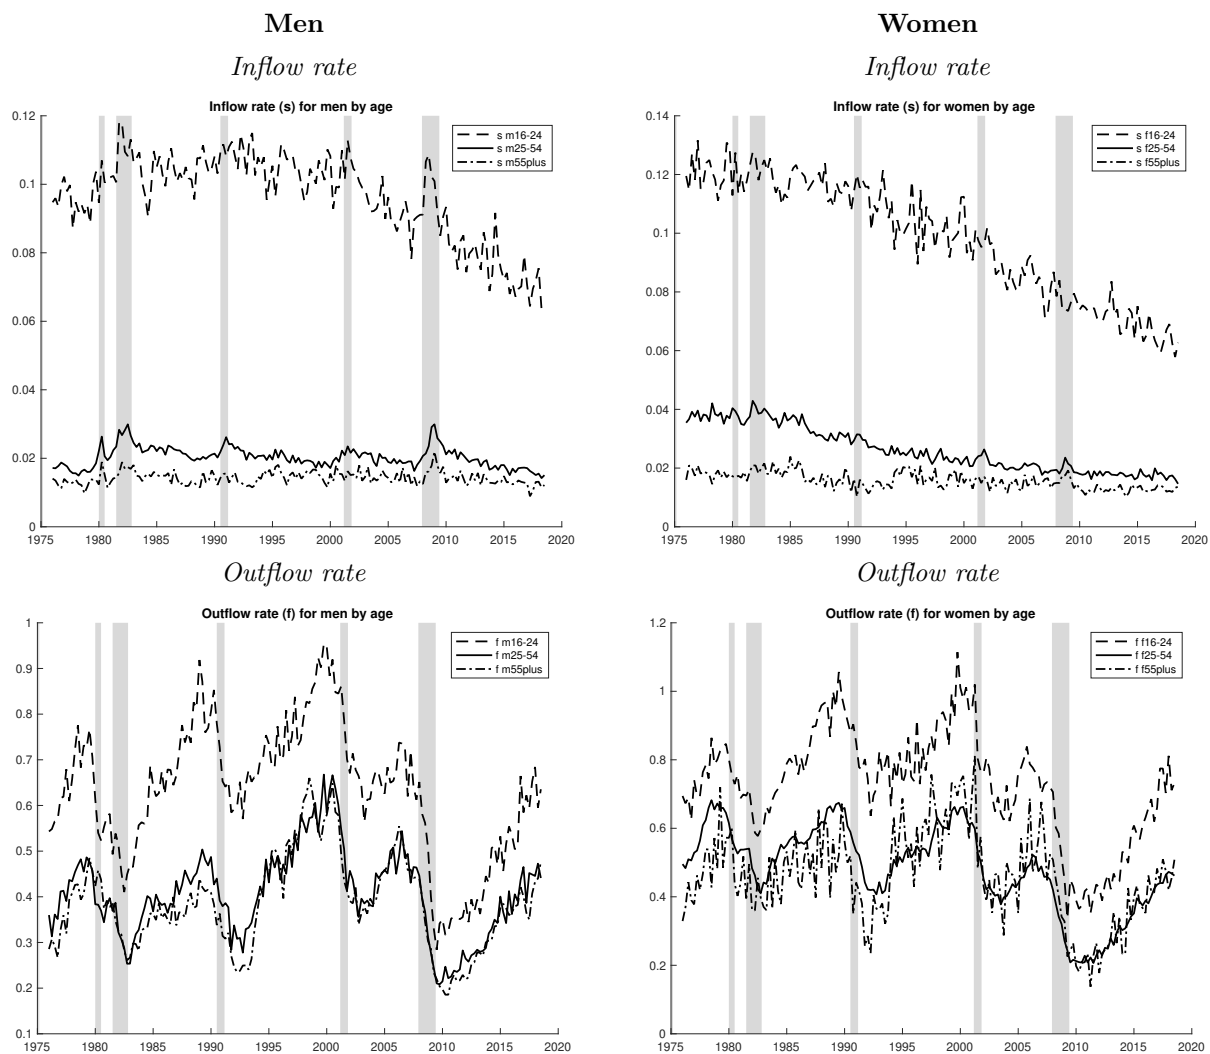 Men
Inflow rate
Inflow rate (s) for men by age
0.12
0.1
0.08
0.06
0.04
0.02
0
1975 1980 1985 1990 1995 2000 2005 2010 2015 2020
s m16-24
s m25-54
s m55plus
Women
Inflow rate
Inflow rate (s) for women by age
0.14
0.12
0.1
0.08
0.06
0.04
0.02
0
1975 1980 1985 1990 1995 2000 2005 2010 2015 2020
s f16-24
s f25-54
s f55plus
Outflow rate
Outflow rate (f) for men by age
1
0.9
0.8
0.7
0.6
0.5
0.4
0.3
0.2
0.1
1975 1980 1985 1990 1995 2000 2005 2010 2015 2020
f m16-24
f m25-54
f m55plus
Outflow rate
Outflow rate (f) for women by age
1.2
1
0.8
0.6
0.4
0.2
0
1975 1980 1985 1990 1995 2000 2005 2010 2015 2020
f f16-24
f f25-54
f f55plus